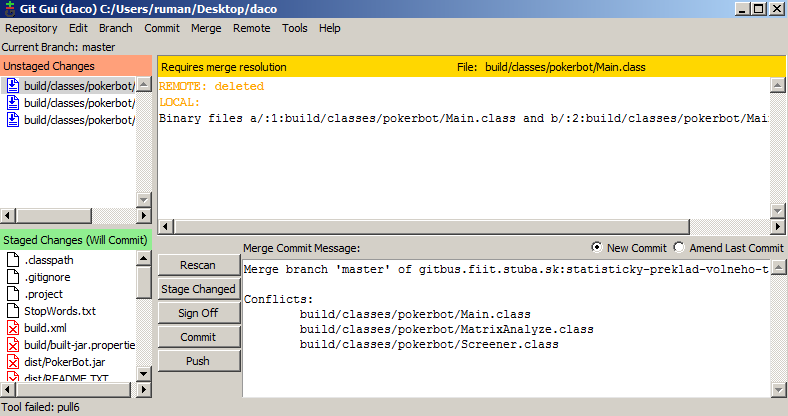 Git Gui (daco) C:/Users/ruman/Desktop/daco
Repository Edit Branch Commit Merge Remote Tools Help
Current Branch: master
Unstaged Changes
build/classes/pokerbot/
build/classes/pokerbot/
build/classes/pokerbot/
Requires merge resolution File: build/classes/pokerbot/Main.class
REMOTE: deleted
LOCAL:
Binary files a/:1:build/classes/pokerbot/Main.class and b/:2:build/classes/pokerbot/Mai
Staged Changes (Will Commit)
.classpath
.gitignore
.project
StopWords.txt
build.xml
build/built-jar.propertie
dist/PokerBot.jar
dist/README.TXT
Rescan
Stage Changed
Sign Off
Commit
Push
Merge Commit Message: New Commit Amend Last Commit
Merge branch 'master' of gitbus.fiit.stuba.sk:statisticky-preklad-volneho-t
Conflicts:
build/classes/pokerbot/Main.class
build/classes/pokerbot/MatrixAnalyze.class
build/classes/pokerbot/Screener.class
Tool failed: pull6